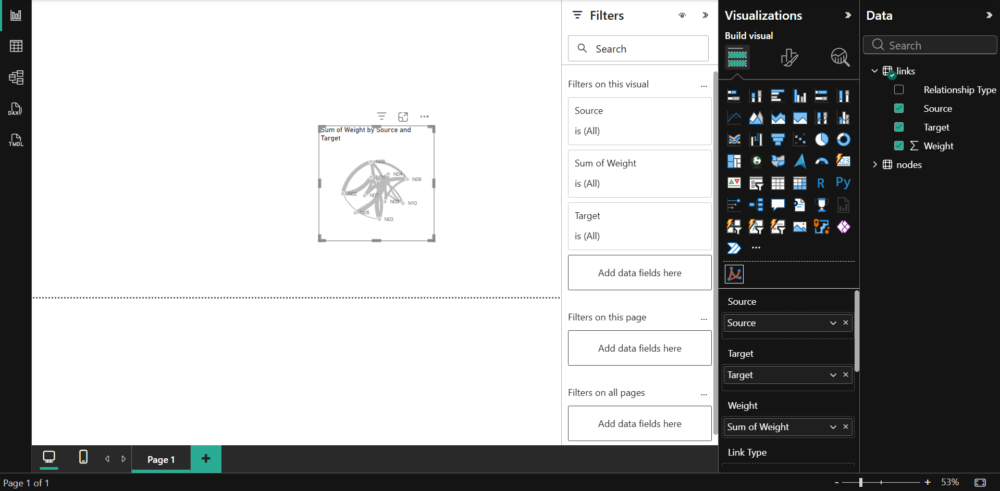 DAX
TMDL
Sum of Weight by Source and
Target
N06
N04
N01
N09
N02
N07
N08
N10
N05
N03
Filters
Search
Filters on this visual
...
Source
is (All)
Sum of Weight
is (All)
Target
is (All)
Add data fields here
Filters on this page
...
Add data fields here
Filters on all pages
...
Add data fields here
Visualizations
Build visual
123
R
Py
...
Source
Source
Target
Target
Weight
Sum of Weight
Link Type
Data
Search
links
Relationship Type
Source
Target
Weight
nodes
Page 1
Page 1 of 1
- + 53%